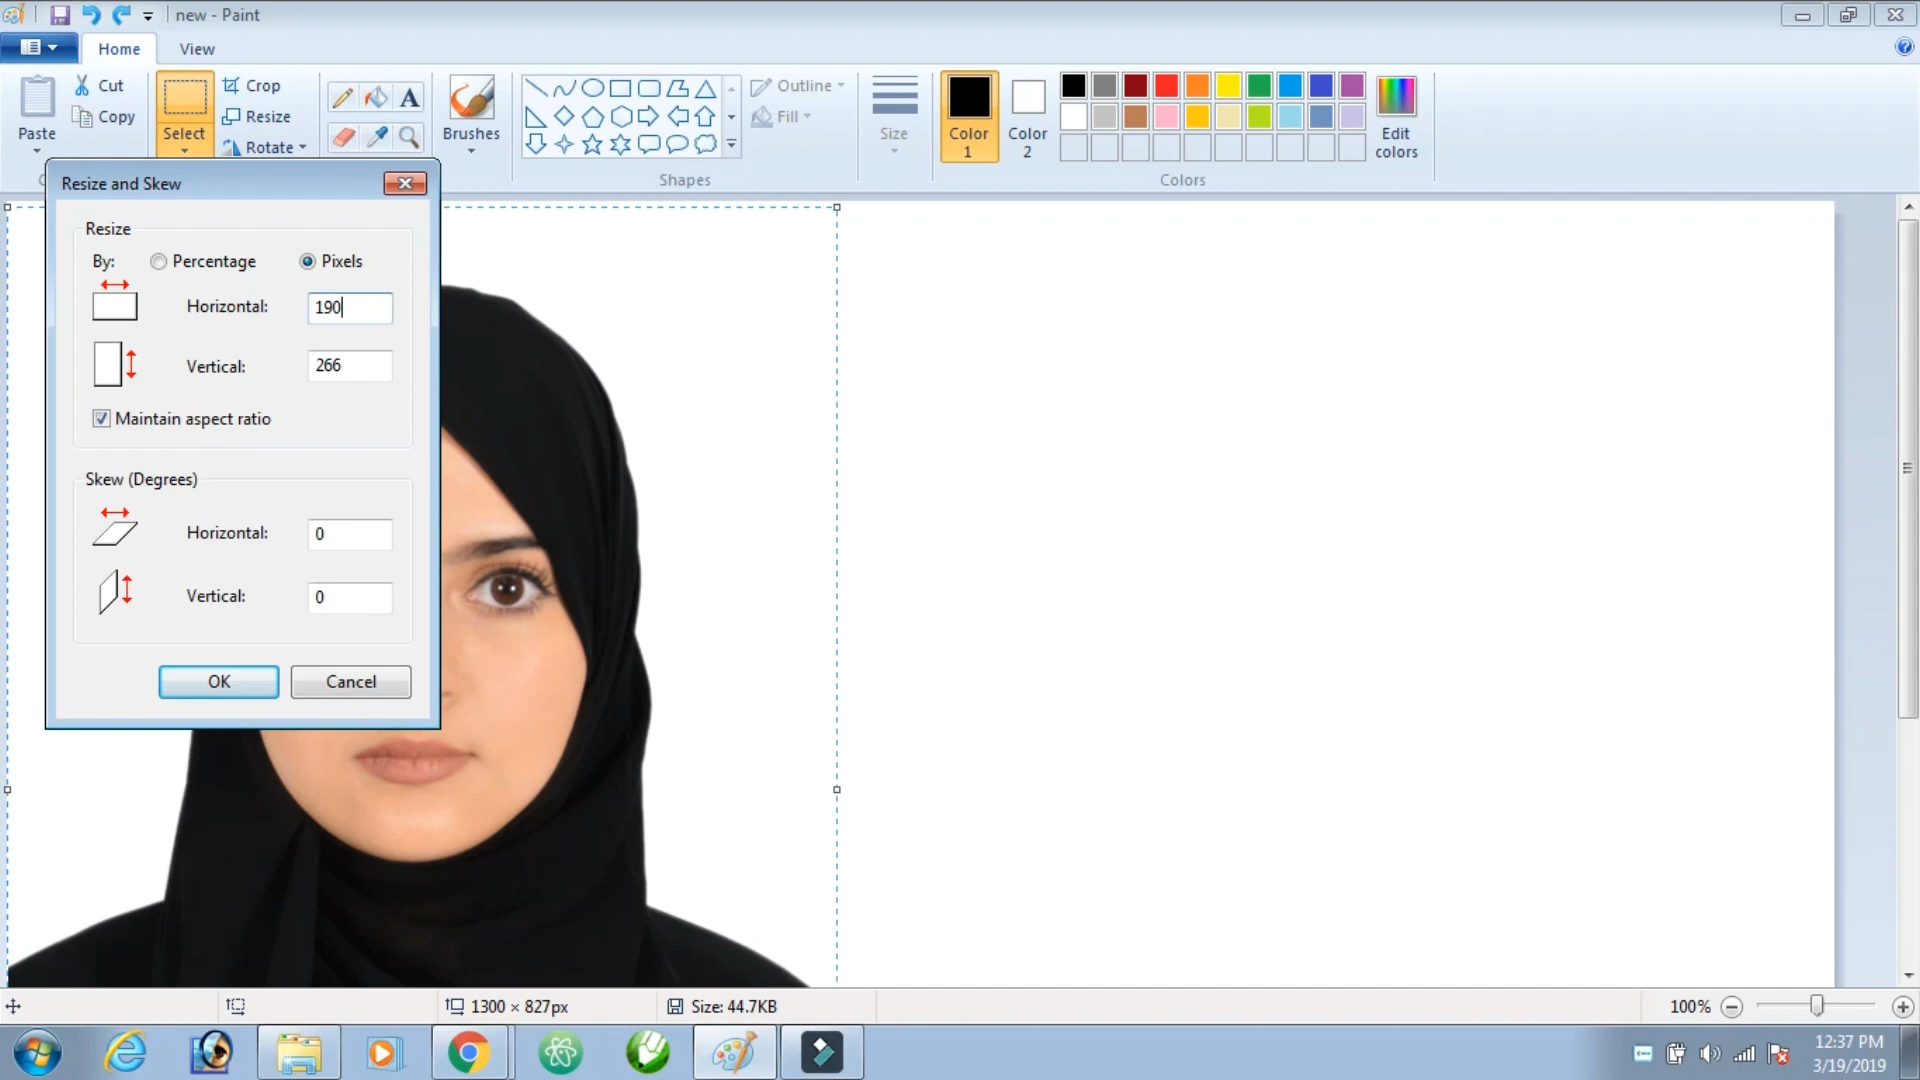 new - Paint
Home
View
Paste
Cut
Copy
Select
Crop
Resize
Rotate
A
Brushes
Outline
Fill
Shapes
Size
Color
1
Color
2
Edit
colors
Colors
Resize and Skew
Resize
By:
Percentage
Pixels
Horizontal:
190
Vertical:
266
Maintain aspect ratio
Skew (Degrees)
Horizontal:
0
Vertical:
0
OK
Cancel
1300 × 827px
Size: 44.7KB
100%
12:37 PM
3/19/2019